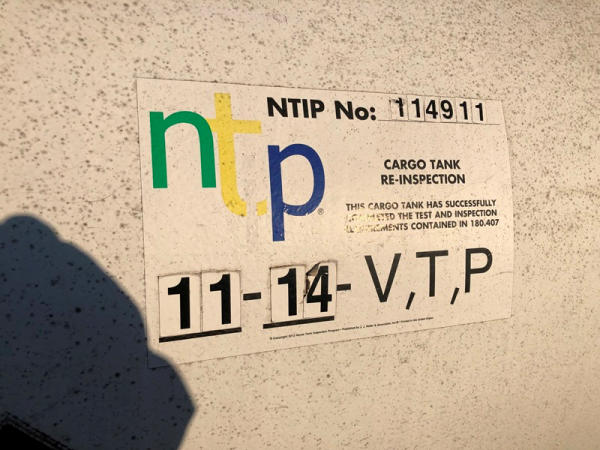 ntp®
NTIP No: 114911
CARGO TANK
RE-INSPECTION
THIS CARGO TANK HAS SUCCESSFULLY
THE TEST AND INSPECTION
CONTAINED IN 180.407
11-14-V,T,P